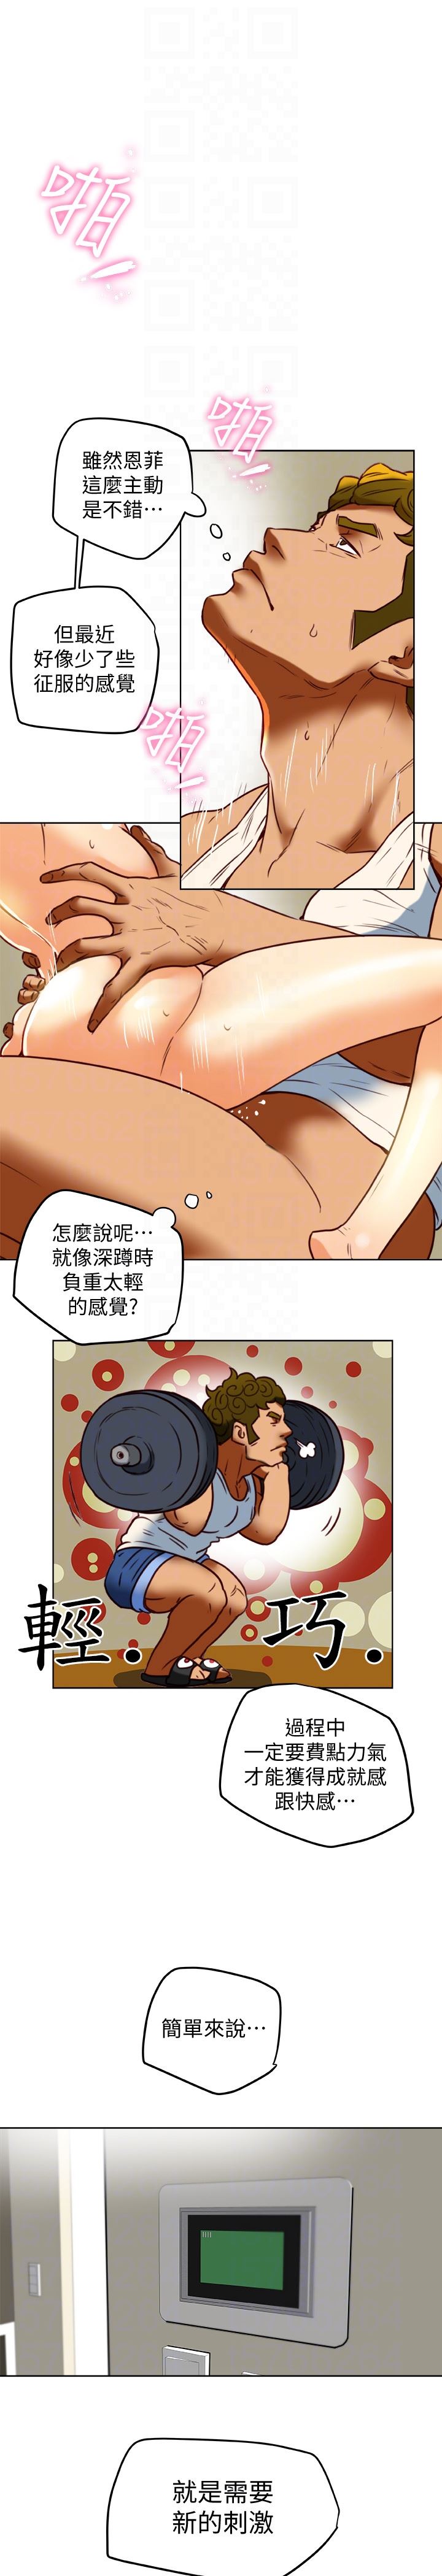 啪
啪
雖然恩菲
這麼主動
是不錯…
但最近
好像少了些
征服的感覺
啪
怎麼說呢…
就像深蹲時
負重太輕
的感覺?
輕.巧.
過程中
一定要費點力氣
才能獲得成就感
跟快感…
簡單來說…
就是需要
新的刺激